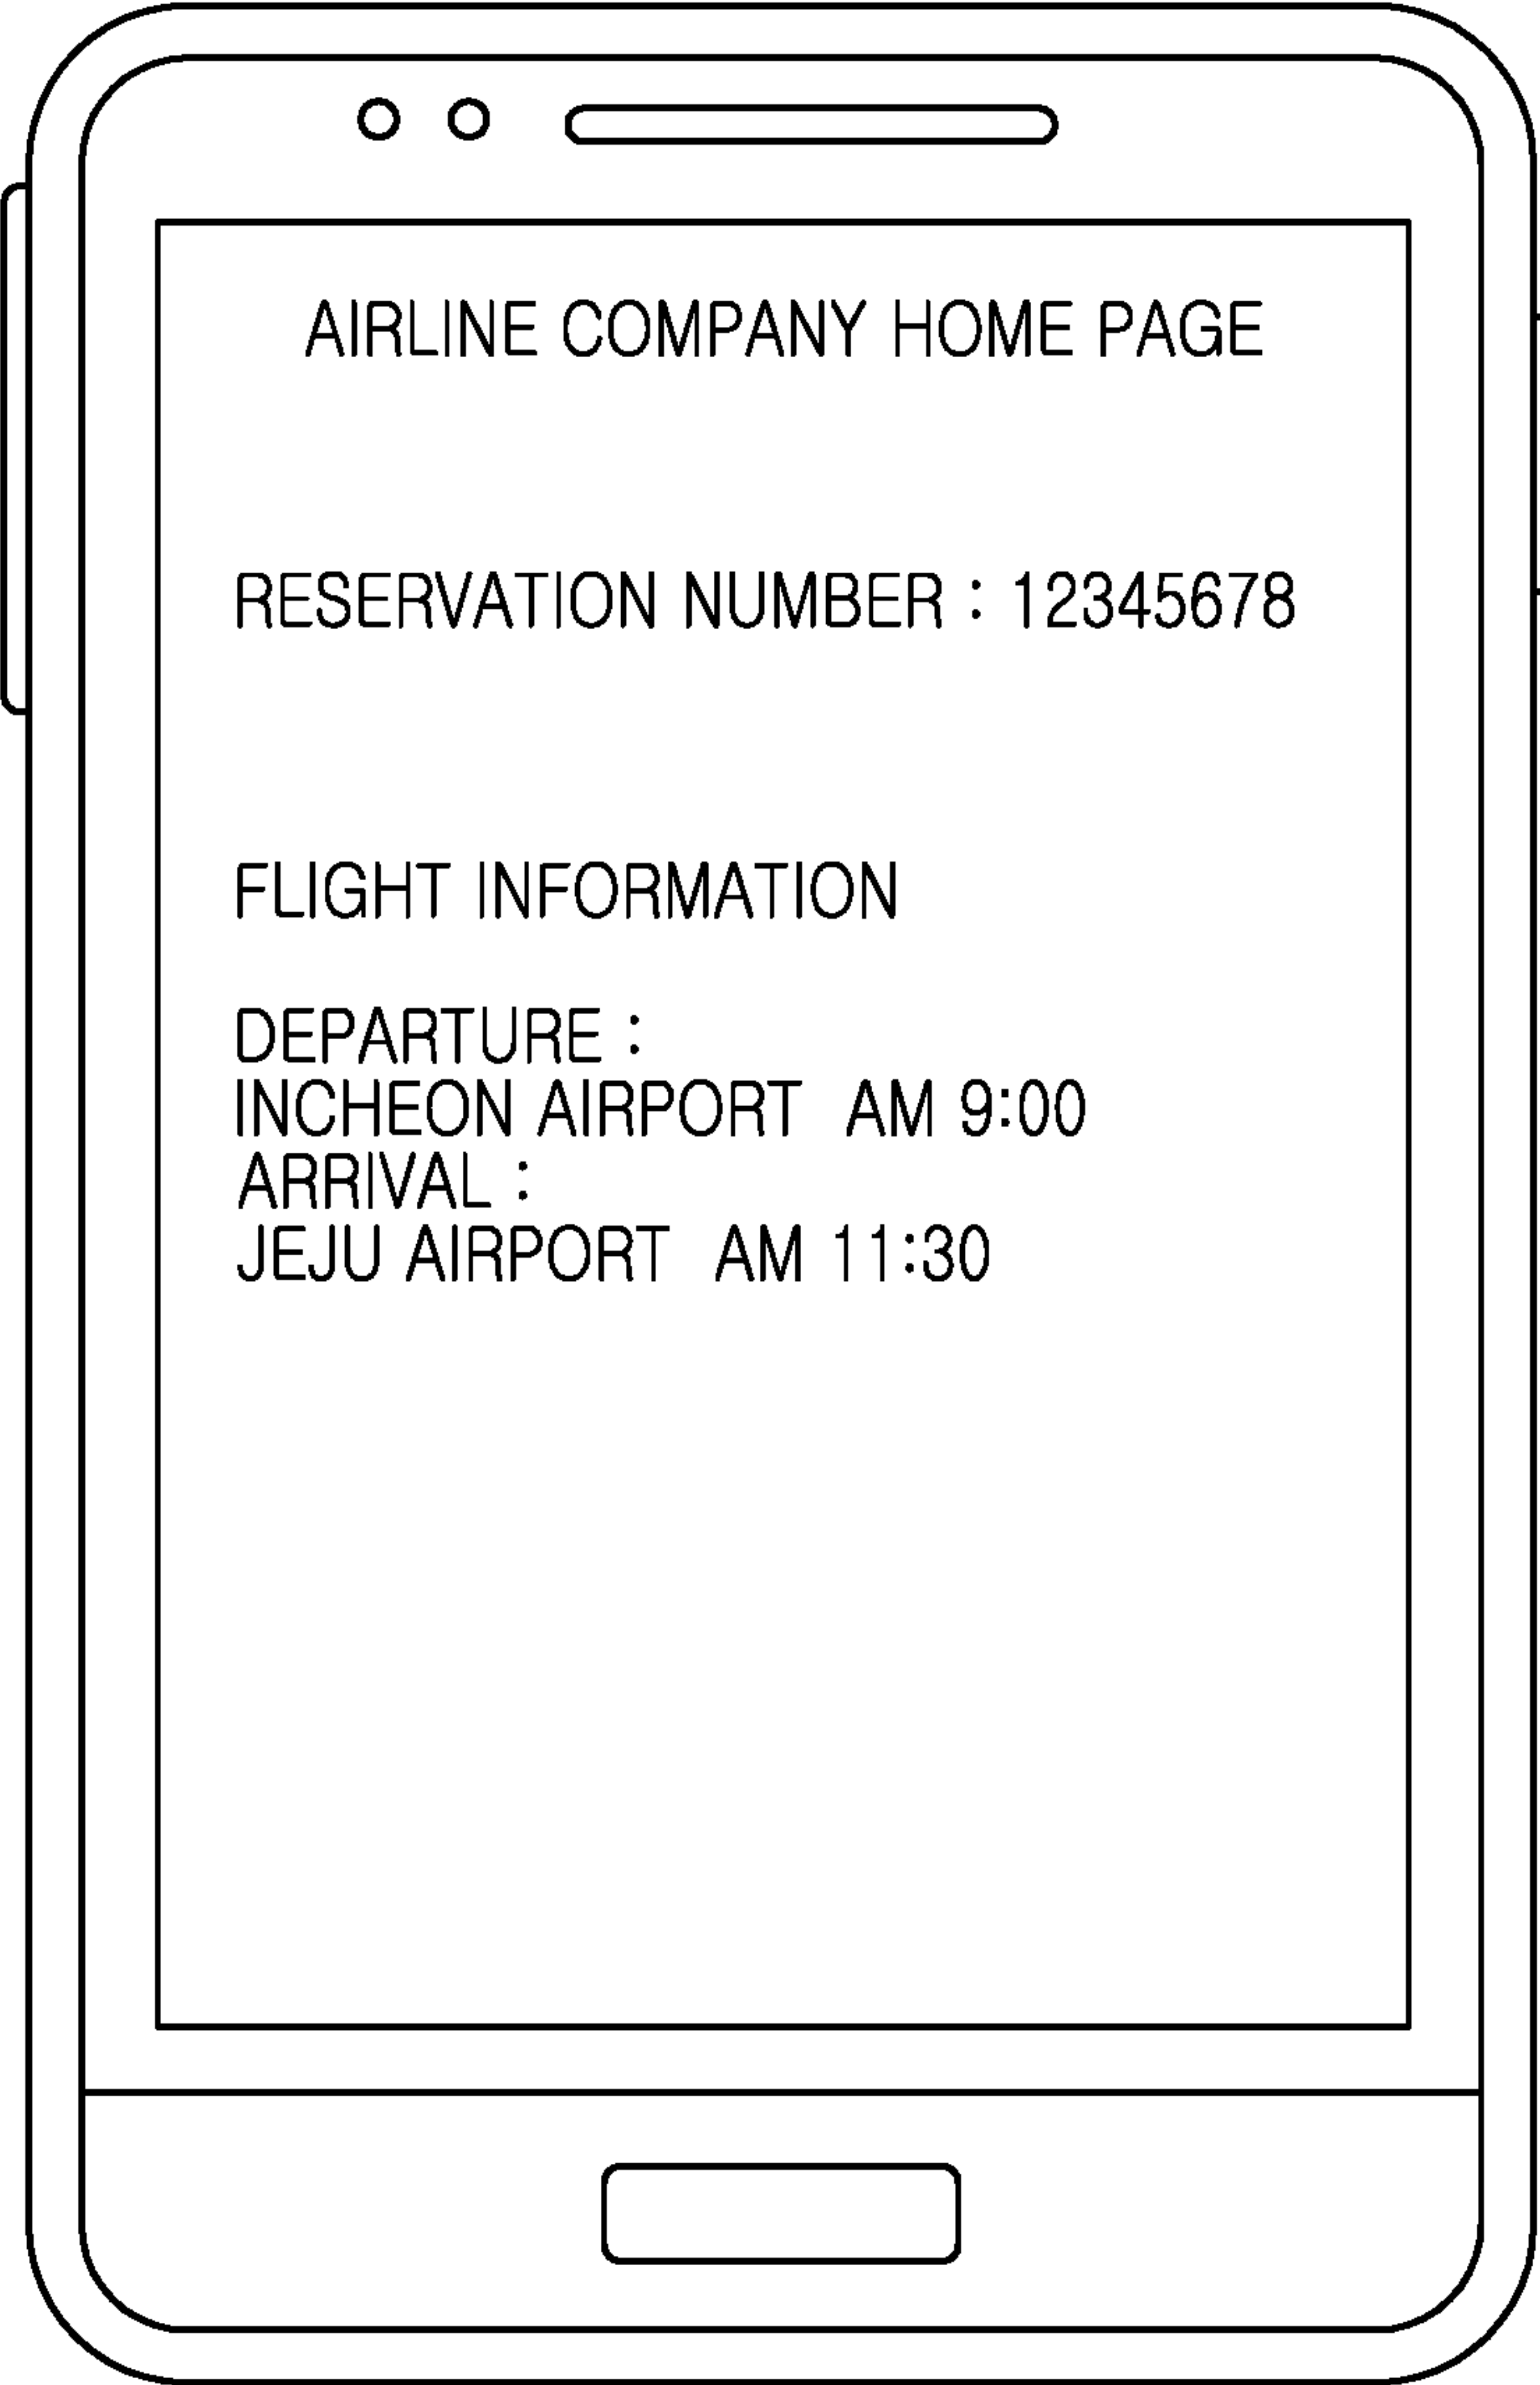 AIRLINE COMPANY HOME PAGE
RESERVATION NUMBER : 12345678
FLIGHT INFORMATION
DEPARTURE :
INCHEON AIRPORT AM 9:00
ARRIVAL :
JEJU AIRPORT AM 11:30